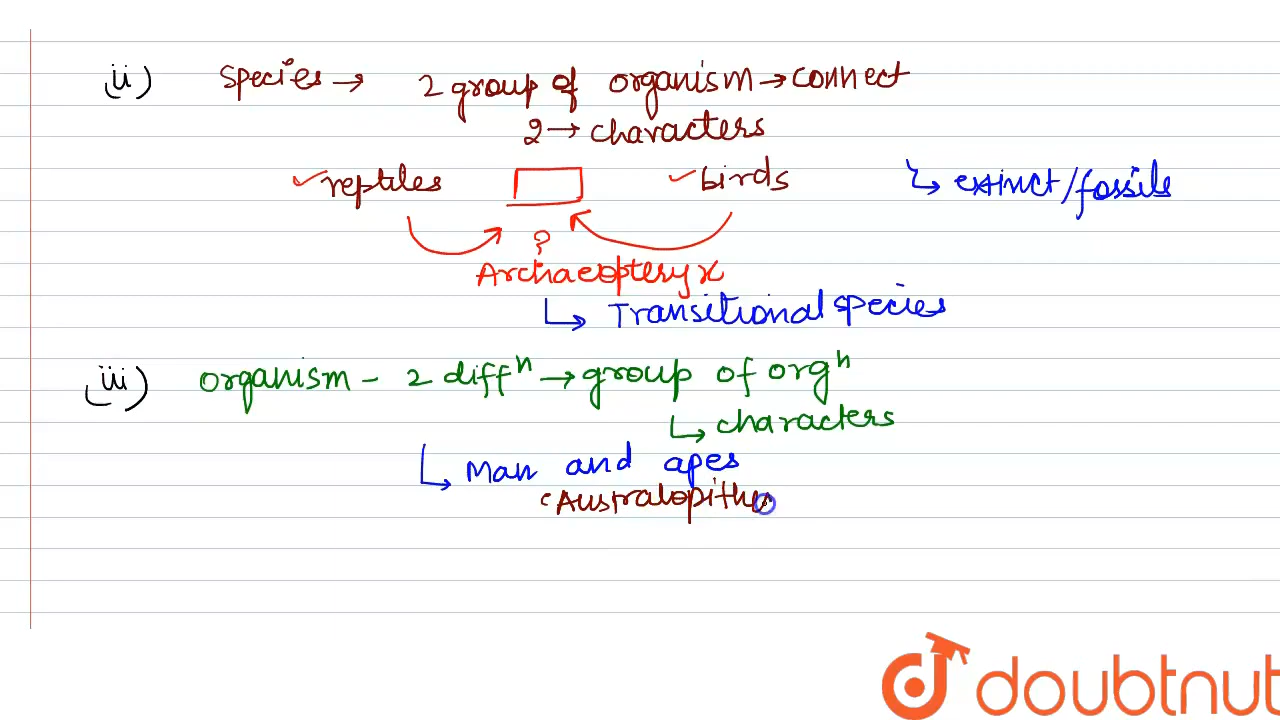 ii) Species → 2 group of organism → connect
2 → characters
✓reptiles ✓birds ↳ extinct/fossils
?
Archaeopteryx
↳ Transitional species
iii) organism - 2 diffⁿ → group of orgⁿ
↳ characters
↳ Man and apes
(Australopithe
doubtnut